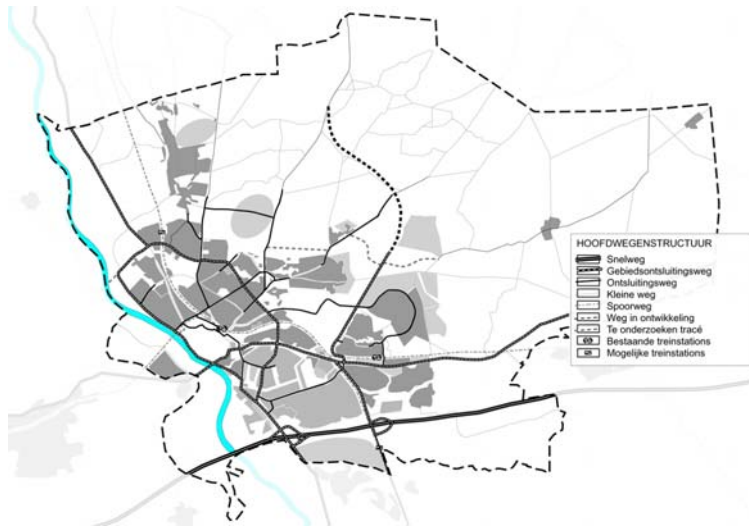 HOOFDWEGENSTRUCTUUR
Snelweg
Gebiedsontsluitingsweg
Ontsluitingsweg
Kleine weg
Spoorweg
Weg in ontwikkeling
Te onderzoeken tracé
Bestaande treinstations
Mogelijke treinstations